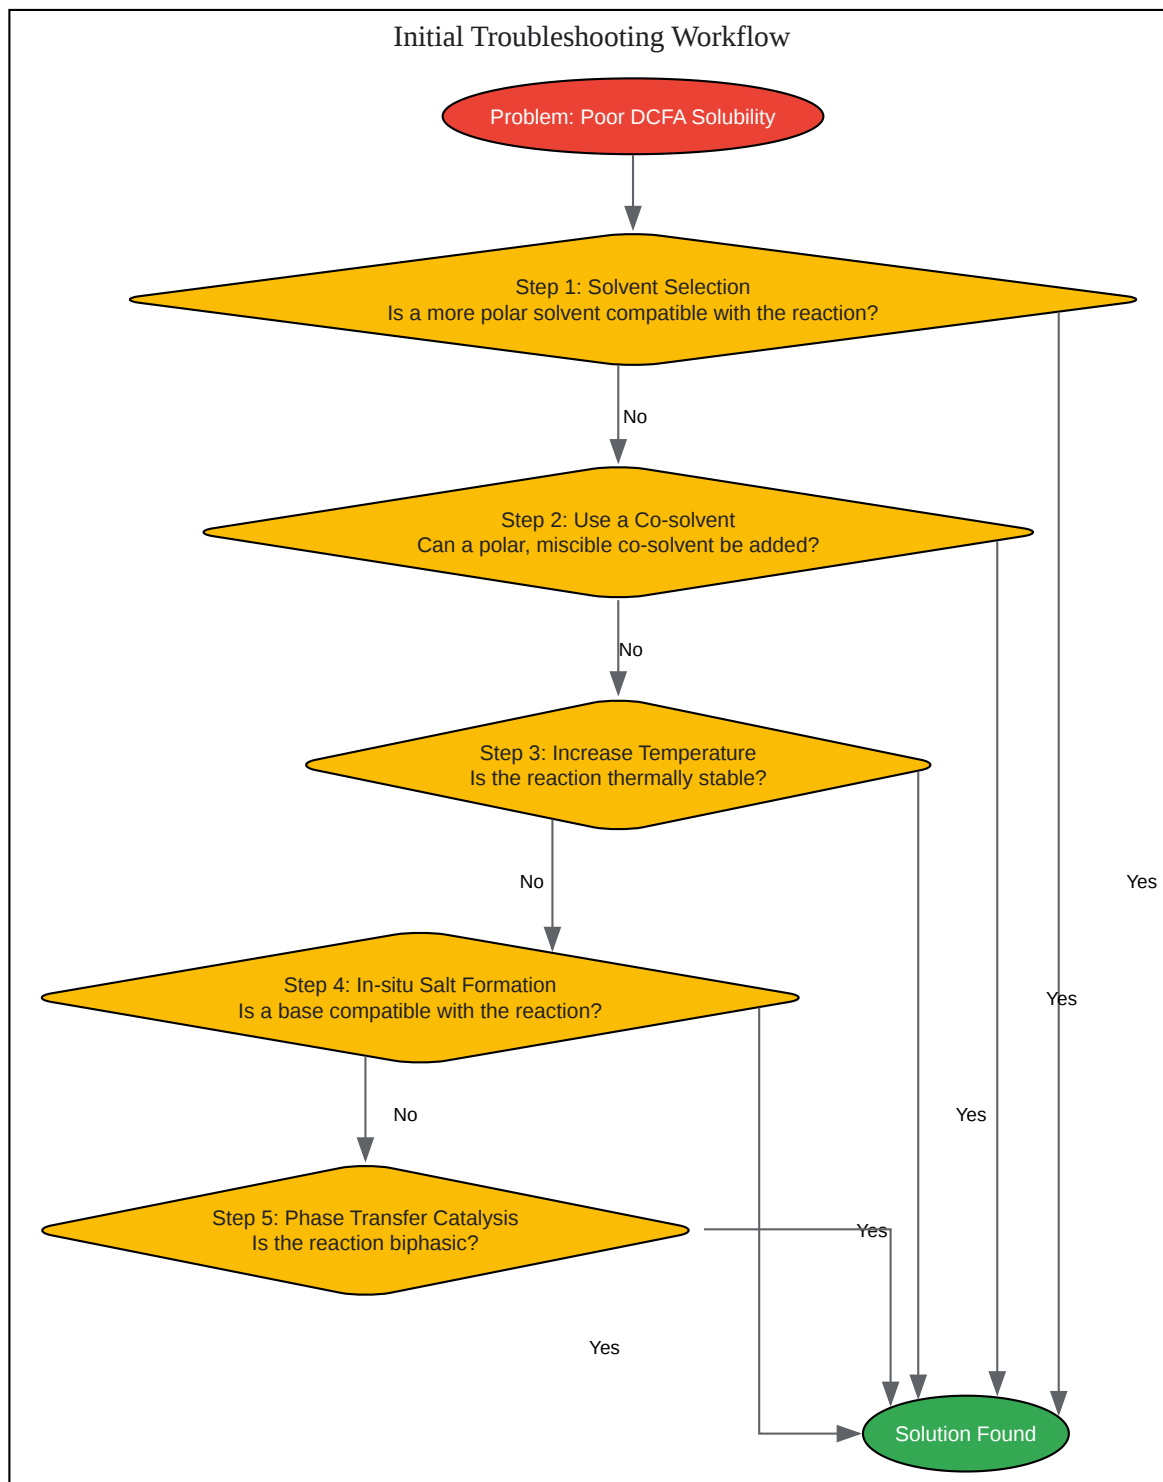 Initial Troubleshooting Workflow
Problem: Poor DCFA Solubility
Step 1: Solvent Selection
Is a more polar solvent compatible with the reaction?
No
Step 2: Use a Co-solvent
Can a polar, miscible co-solvent be added?
No
Step 3: Increase Temperature
Is the reaction thermally stable?
No
Yes
Step 4: In-situ Salt Formation
Is a base compatible with the reaction?
Yes
No
Yes
Step 5: Phase Transfer Catalysis
Is the reaction biphasic?
Yes
Yes
Solution Found